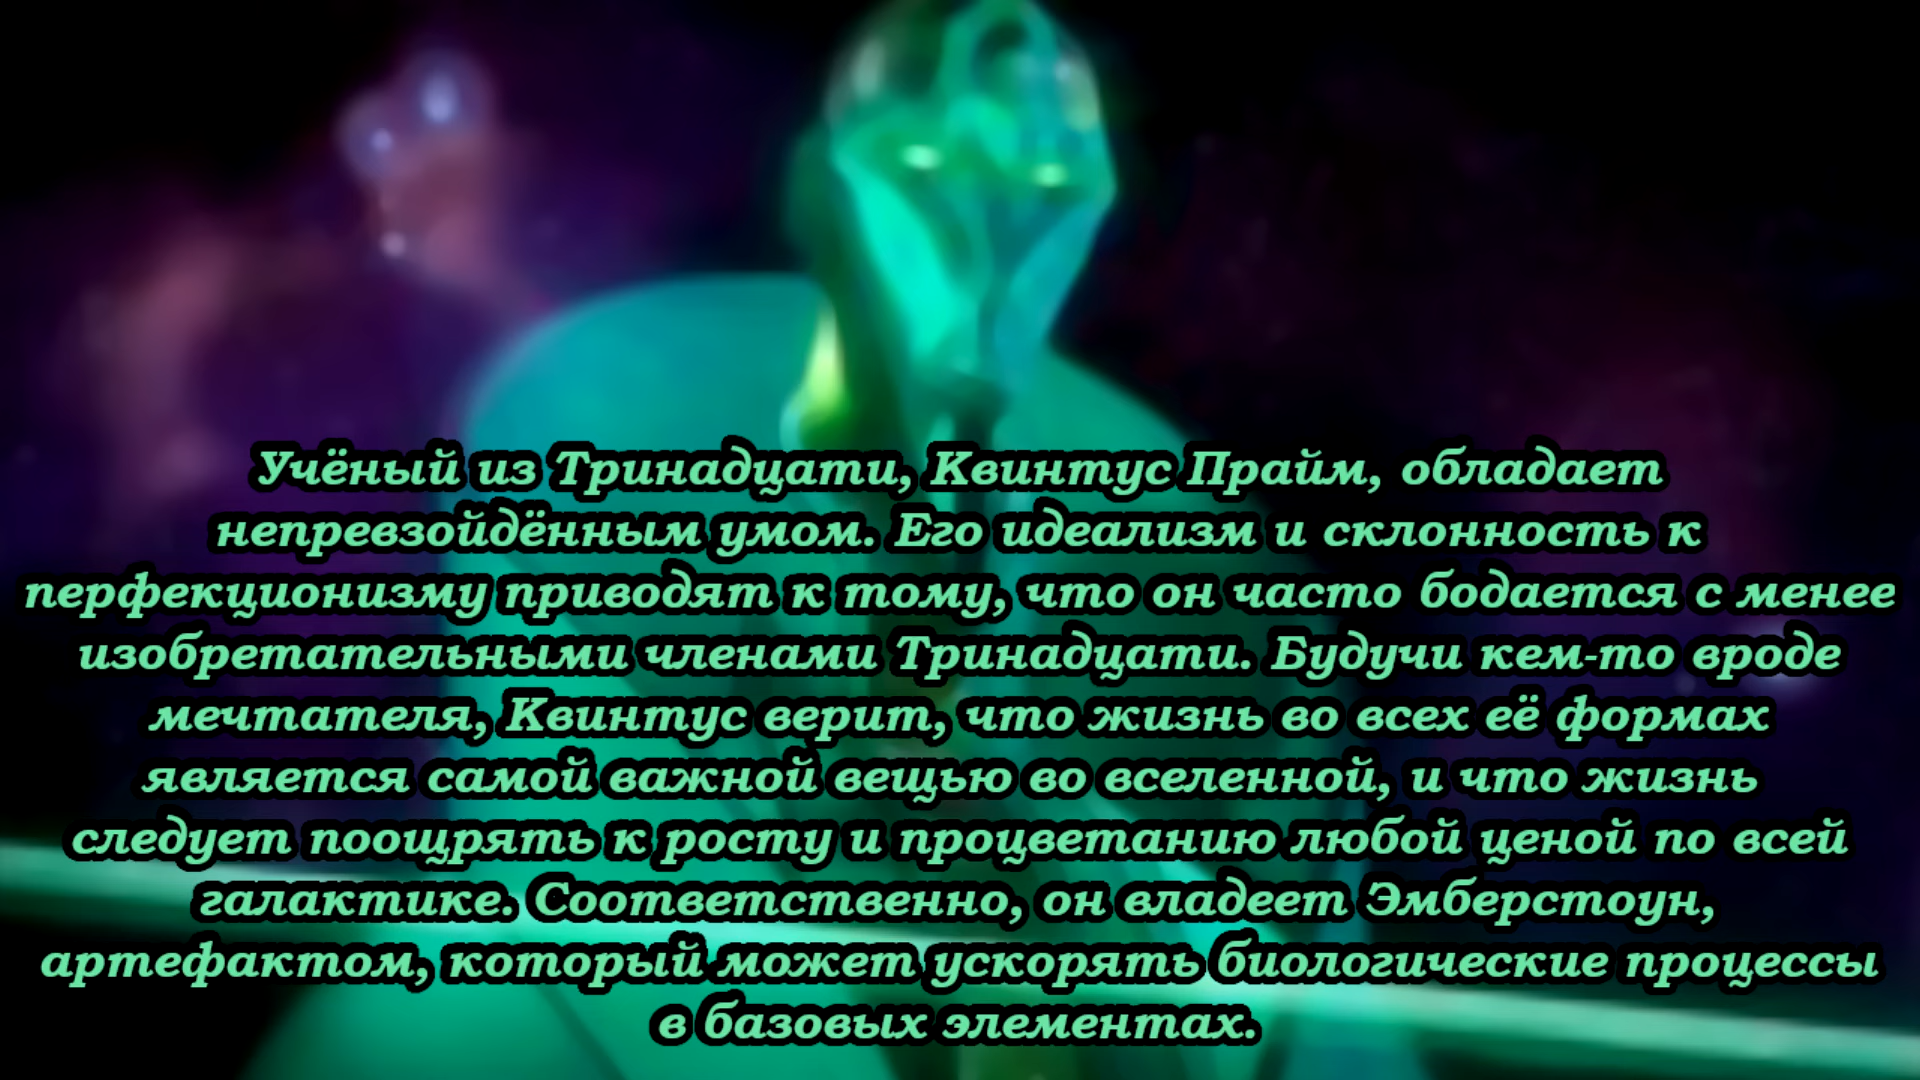 Учёный из Тринадцати, Квинтус Прайм, обладает
непревзойдённым умом. Его идеализм и склонность к
перфекционизму приводят к тому, что он часто бодается с менее
изобретательными членами Тринадцати. Будучи кем-то вроде
мечтателя, Квинтус верит, что жизнь во всех её формах
является самой важной вещью во вселенной, и что жизнь
следует поощрять к росту и процветанию любой ценой по всей
галактике. Соответственно, он владеет Эмберстоун,
артефактом, который может ускорять биологические процессы
в базовых элементах.